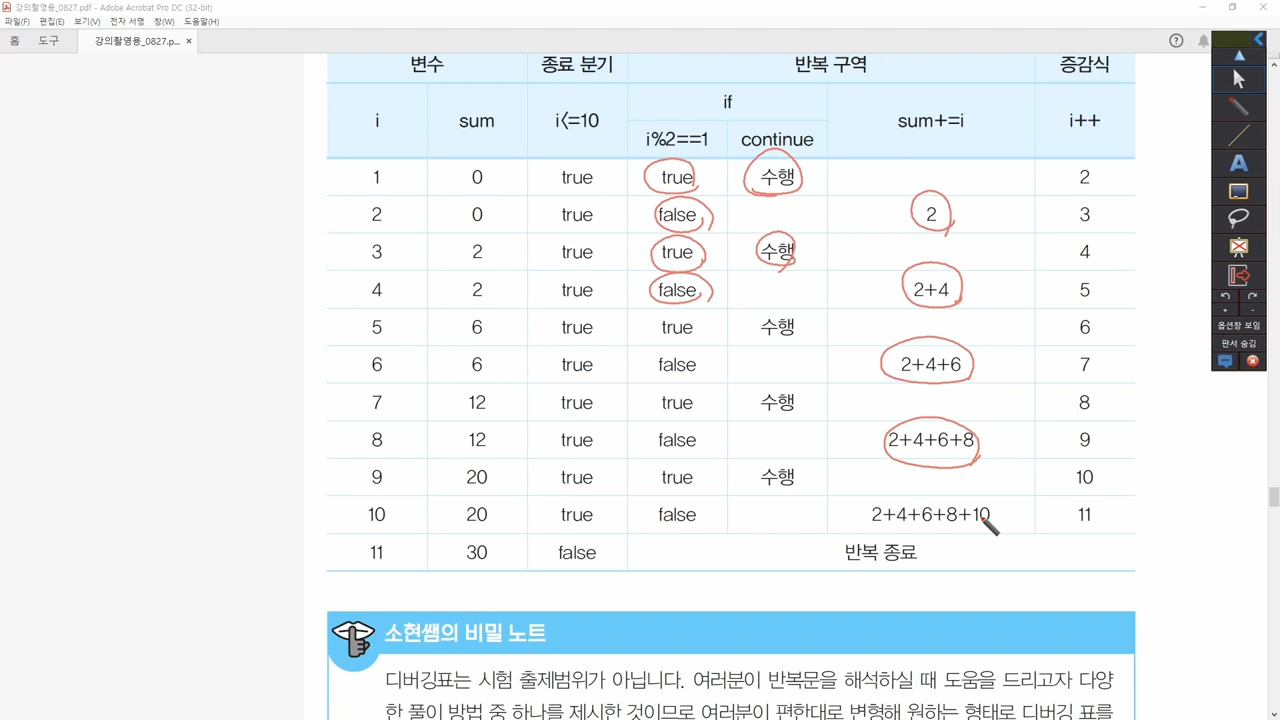 강의촬영용_0827.pdf - Adobe Acrobat Pro DC (32-bit)
파일(F) 편집(E) 보기(V) 전자 서명 창(W) 도움말(H)
홈 도구 강의촬영용_0827.p... ×
변수 종료 분기 반복 구역 증감식
if
i sum i<=10 sum+=i i++
i%2==1 continue
1 0 true true 수행 2
2 0 true false 2 3
3 2 true true 수행 4
4 2 true false 2+4 5
5 6 true true 수행 6
6 6 true false 2+4+6 7
7 12 true true 수행 8
8 12 true false 2+4+6+8 9
9 20 true true 수행 10
10 20 true false 2+4+6+8+10 11
11 30 false 반복 종료
소현쌤의 비밀 노트
디버깅표는 시험 출제범위가 아닙니다. 여러분이 반복문을 해석하실 때 도움을 드리고자 다양
한 풀이 방법 중 하나를 제시한 것이므로 여러분이 편한대로 변형해 원하는 형태로 디버깅 표를
옵션창 보임
판서 숨김